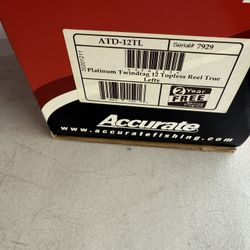 ATD-12TL
Serial# 7929
Platinum Twindrag 12 Topless Reel True
Lefty
2 Year
FREE
Accurate
www.accuratefishing.com